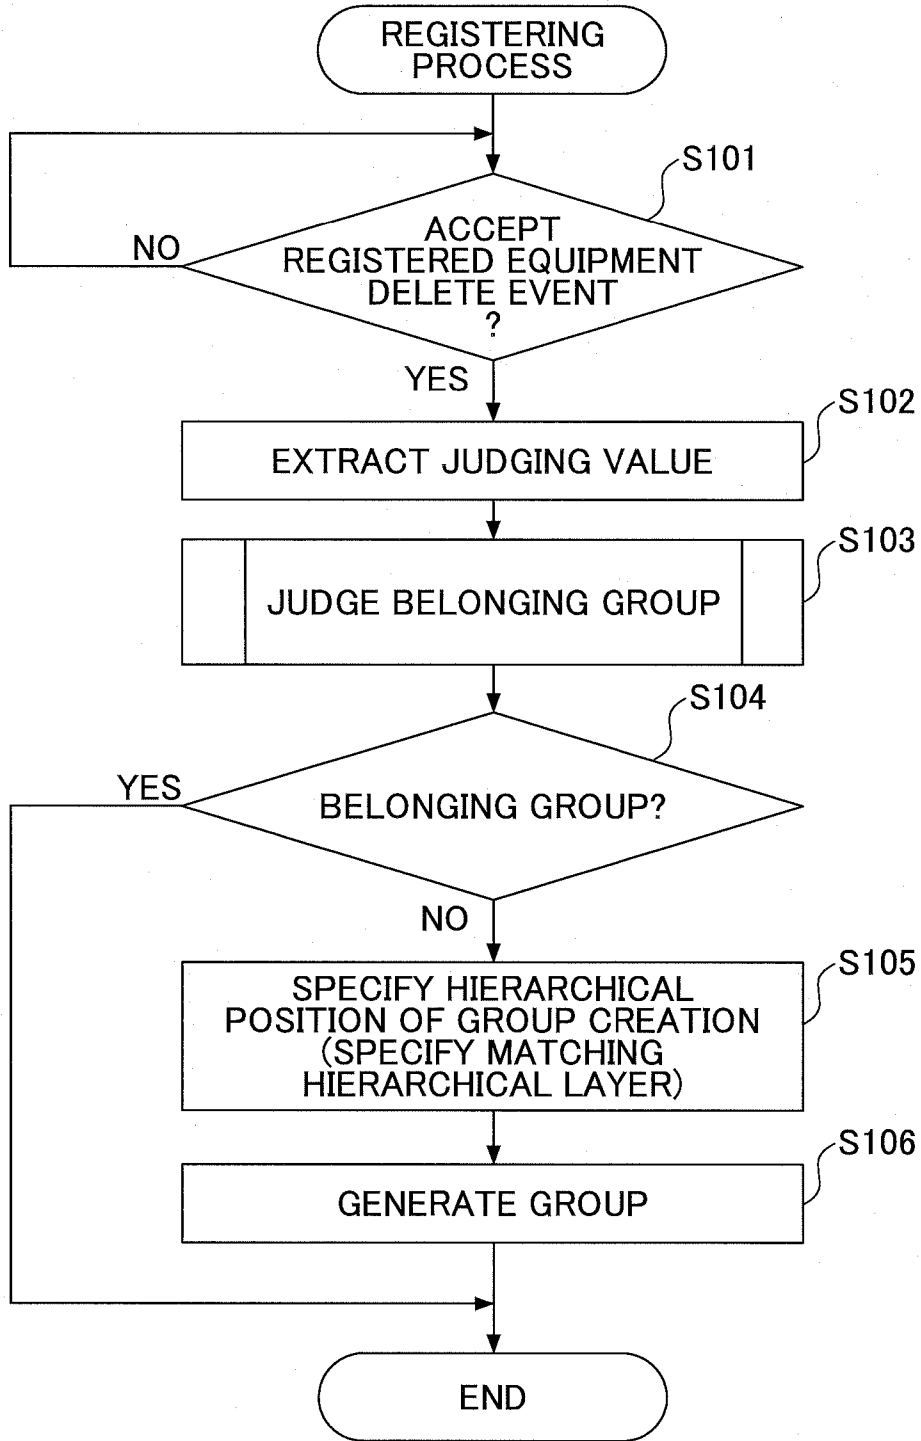 REGISTERING
PROCESS
S101
ACCEPT
REGISTERED EQUIPMENT
DELETE EVENT
?
NO
YES
S102
EXTRACT JUDGING VALUE
S103
JUDGE BELONGING GROUP
S104
YES
BELONGING GROUP?
NO
S105
SPECIFY HIERARCHICAL
POSITION OF GROUP CREATION
(SPECIFY MATCHING
HIERARCHICAL LAYER)
S106
GENERATE GROUP
END